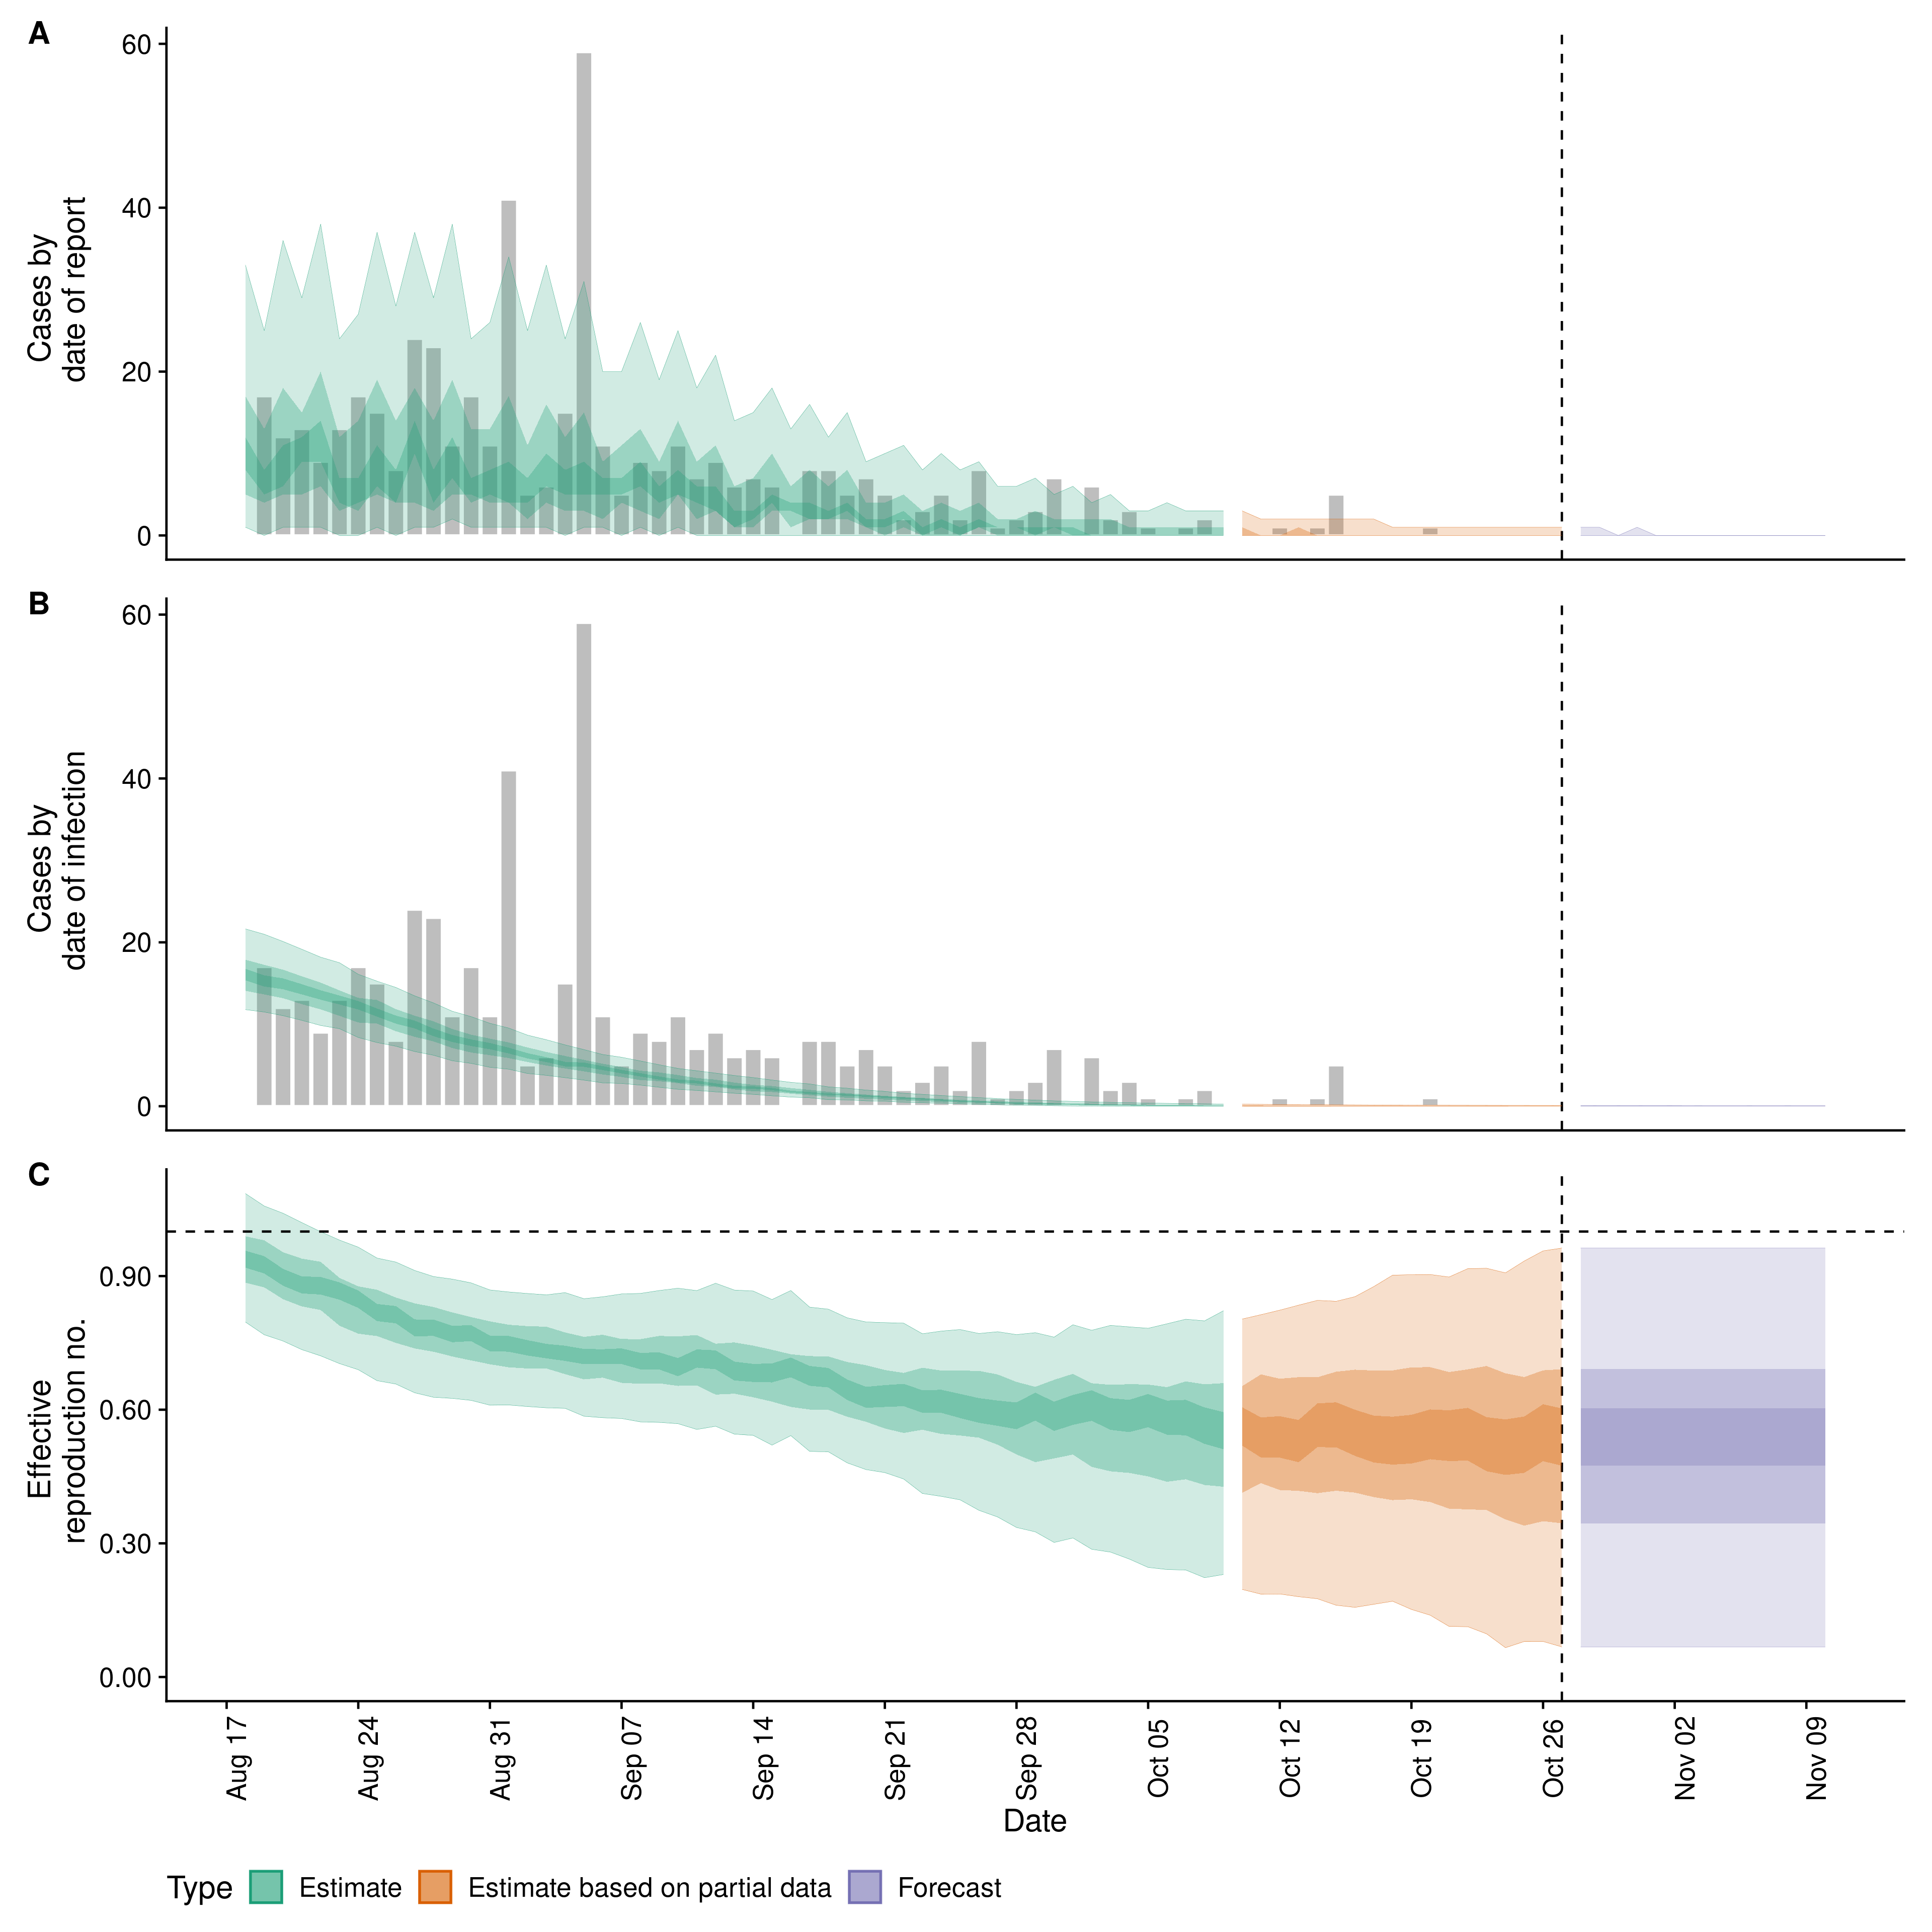 A
Cases by
date of report
60
40
20
0
B
Cases by
date of infection
60
40
20
0
C
Effective
reproduction no.
0.90
0.60
0.30
0.00
Aug 17
Aug 24
Aug 31
Sep 07
Sep 14
Sep 21
Sep 28
Oct 05
Oct 12
Oct 19
Oct 26
Nov 02
Nov 09
Date
Type Estimate Estimate based on partial data Forecast